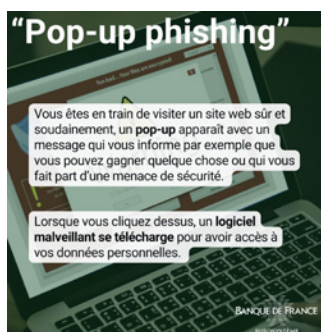 “Pop-up phishing”
Vous êtes en train de visiter un site web sûr et
soudainement, un pop-up apparaît avec un
message qui vous informe par exemple que
vous pouvez gagner quelque chose ou qui vous
fait part d'une menace de sécurité.
Lorsque vous cliquez dessus, un logiciel
malveillant se télécharge pour avoir accès à
vos données personnelles.
BANQUE DE FRANCE
EUROSYSTÈME